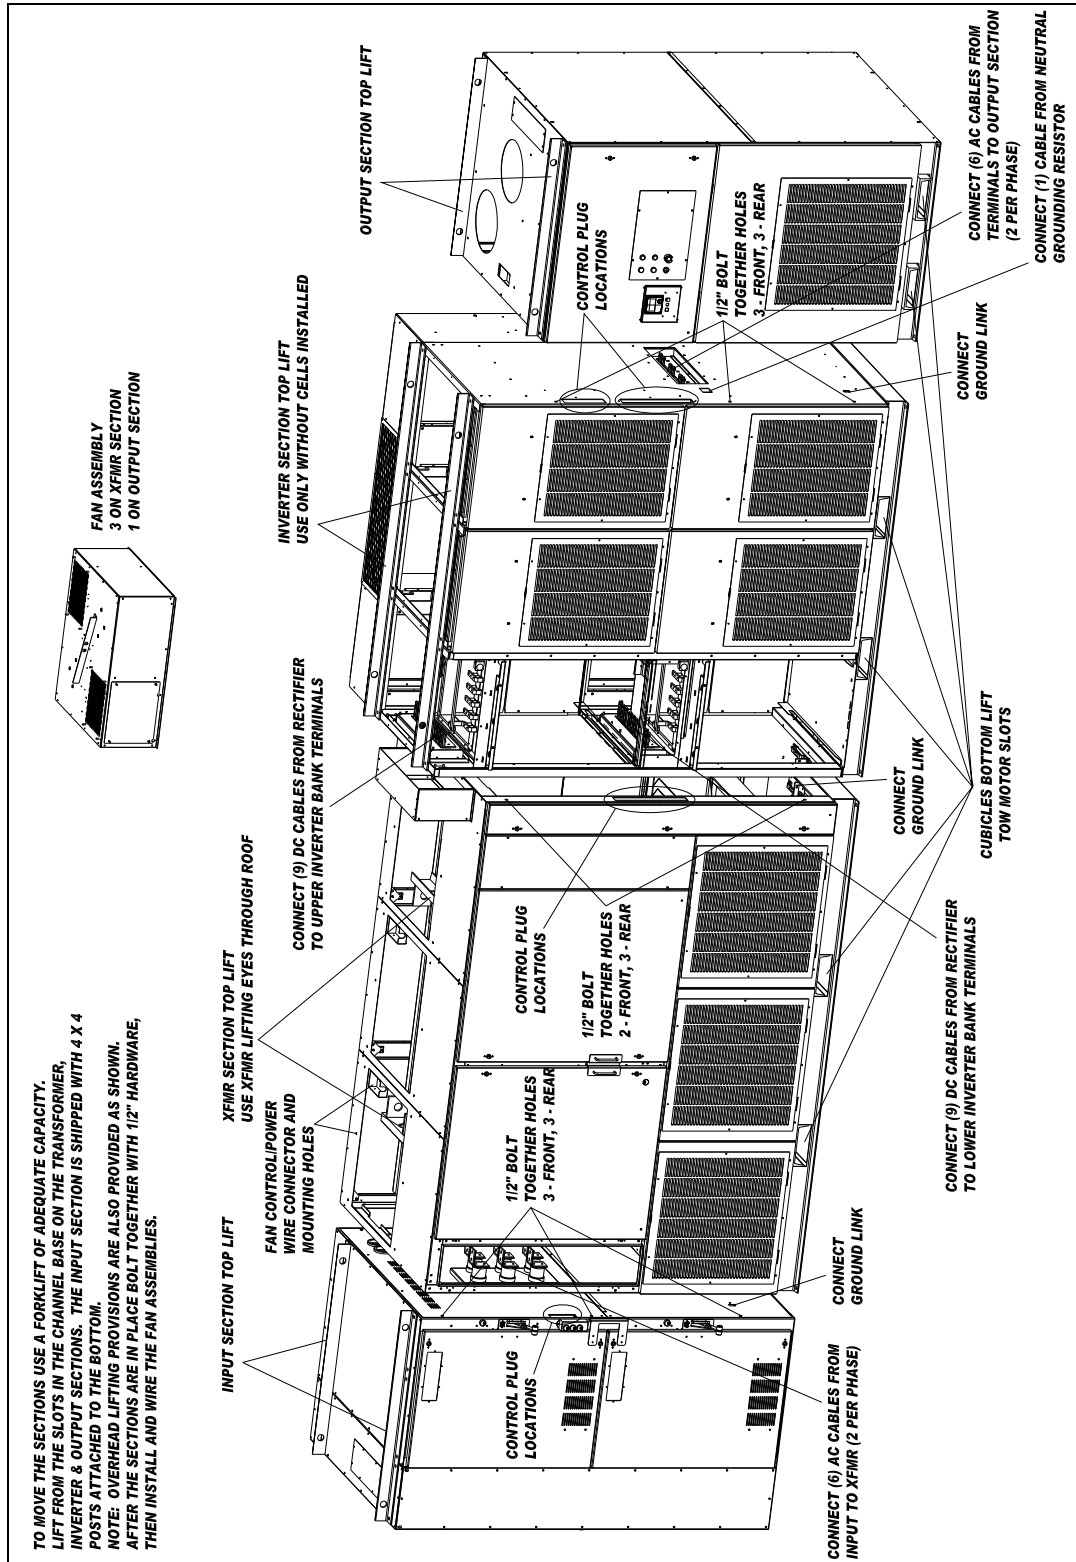 TO MOVE THE SECTIONS USE A FORKLIFT OF ADEQUATE CAPACITY.
LIFT FROM THE SLOTS IN THE CHANNEL BASE ON THE TRANSFORMER,
INVERTER & OUTPUT SECTIONS. THE INPUT SECTION IS SHIPPED WITH 4 X 4
POSTS ATTACHED TO THE BOTTOM.
NOTE: OVERHEAD LIFTING PROVISIONS ARE ALSO PROVIDED AS SHOWN.
AFTER THE SECTIONS ARE IN PLACE BOLT TOGETHER WITH 1/2" HARDWARE,
THEN INSTALL AND WIRE THE FAN ASSEMBLIES.
FAN ASSEMBLY
3 ON XFMR SECTION
1 ON OUTPUT SECTION
INPUT SECTION TOP LIFT
FAN CONTROL/POWER
WIRE CONNECTOR AND
MOUNTING HOLES
XFMR SECTION TOP LIFT
USE XFMR LIFTING EYES THROUGH ROOF
CONNECT (9) DC CABLES FROM RECTIFIER
TO UPPER INVERTER BANK TERMINALS
INVERTER SECTION TOP LIFT
USE ONLY WITHOUT CELLS INSTALLED
OUTPUT SECTION TOP LIFT
CONTROL PLUG
LOCATIONS
1/2" BOLT
TOGETHER HOLES
3 - FRONT, 3 - REAR
CONTROL PLUG
LOCATIONS
1/2" BOLT
TOGETHER HOLES
2 - FRONT, 3 - REAR
CONTROL PLUG
LOCATIONS
1/2" BOLT
TOGETHER HOLES
3 - FRONT, 3 - REAR
CONNECT (6) AC CABLES FROM
INPUT TO XFMR (2 PER PHASE)
CONNECT
GROUND LINK
CONNECT (9) DC CABLES FROM RECTIFIER
TO LOWER INVERTER BANK TERMINALS
CONNECT
GROUND LINK
CUBICLES BOTTOM LIFT
TOW MOTOR SLOTS
CONNECT
GROUND LINK
CONNECT (6) AC CABLES FROM
TERMINALS TO OUTPUT SECTION
(2 PER PHASE)
CONNECT (1) CABLE FROM NEUTRAL
GROUNDING RESISTOR